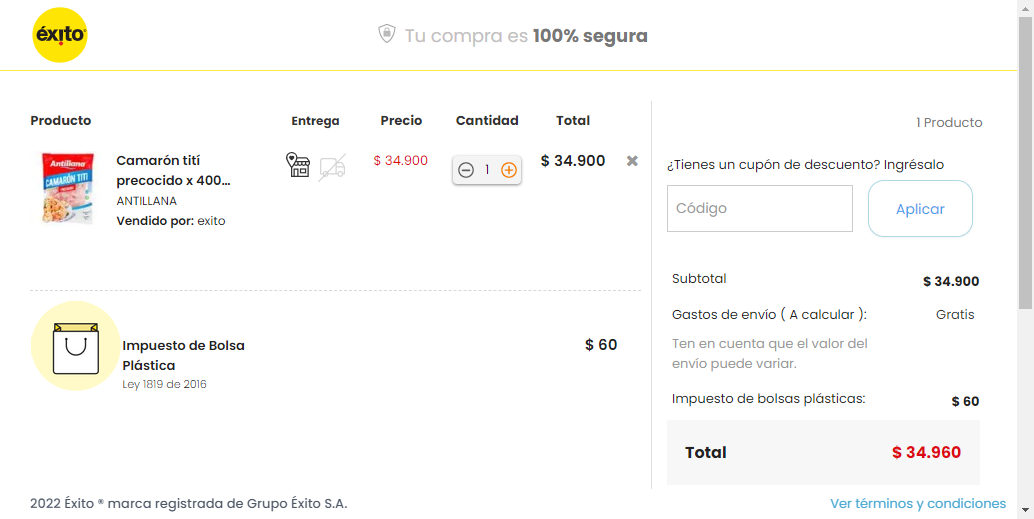 éxito
Tu compra es 100% segura
Producto
Entrega
Precio
Cantidad
Total
1 Producto
Antillana
CAMARÓN TITÍ
Camarón tití
precocido x 400...
ANTILLANA
Vendido por: exito
$ 34.900
1
$ 34.900
✖
¿Tienes un cupón de descuento? Ingrésalo
Código
Aplicar
Subtotal
$ 34.900
Gastos de envío ( A calcular ):
Gratis
Ten en cuenta que el valor del
envío puede variar.
Impuesto de Bolsa
Plástica
Ley 1819 de 2016
$ 60
Impuesto de bolsas plásticas:
$ 60
Total
$ 34.960
2022 Éxito ® marca registrada de Grupo Éxito S.A.
Ver términos y condiciones